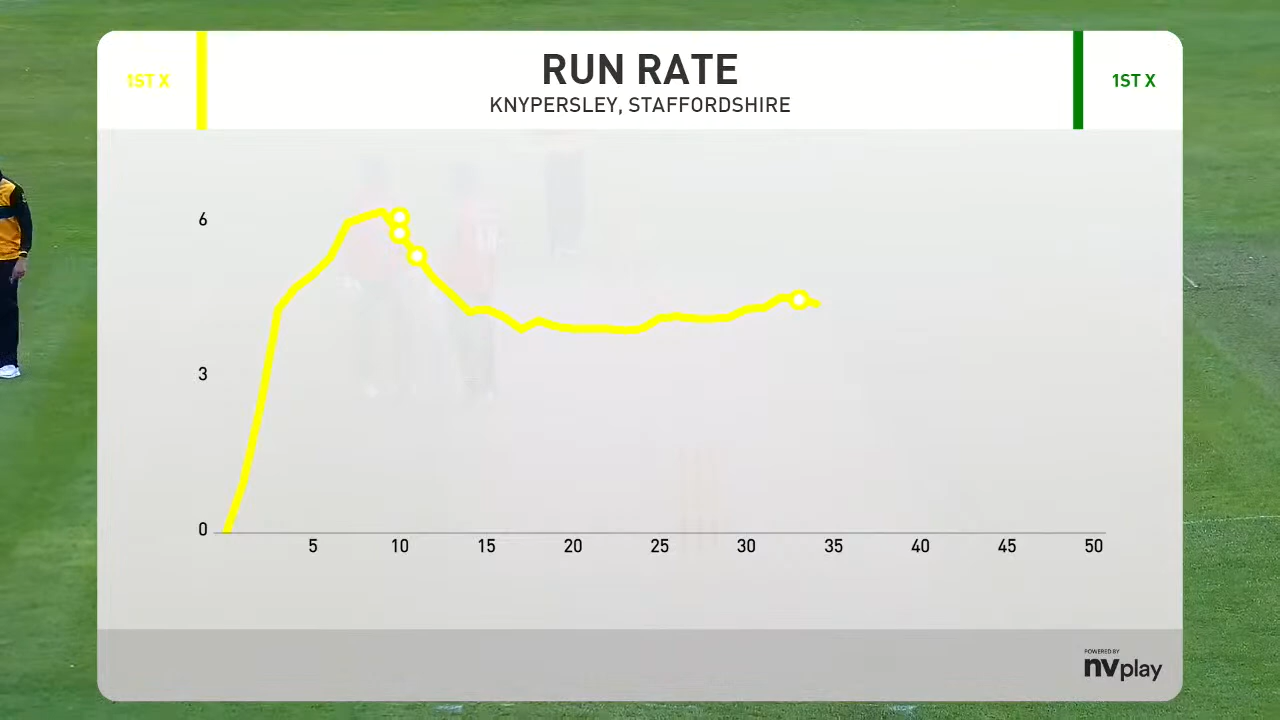 1ST X
RUN RATE
KNYPERSLEY, STAFFORDSHIRE
1ST X
6
3
0
5 10 15 20 25 30 35 40 45 50
POWERED BY
nvplay